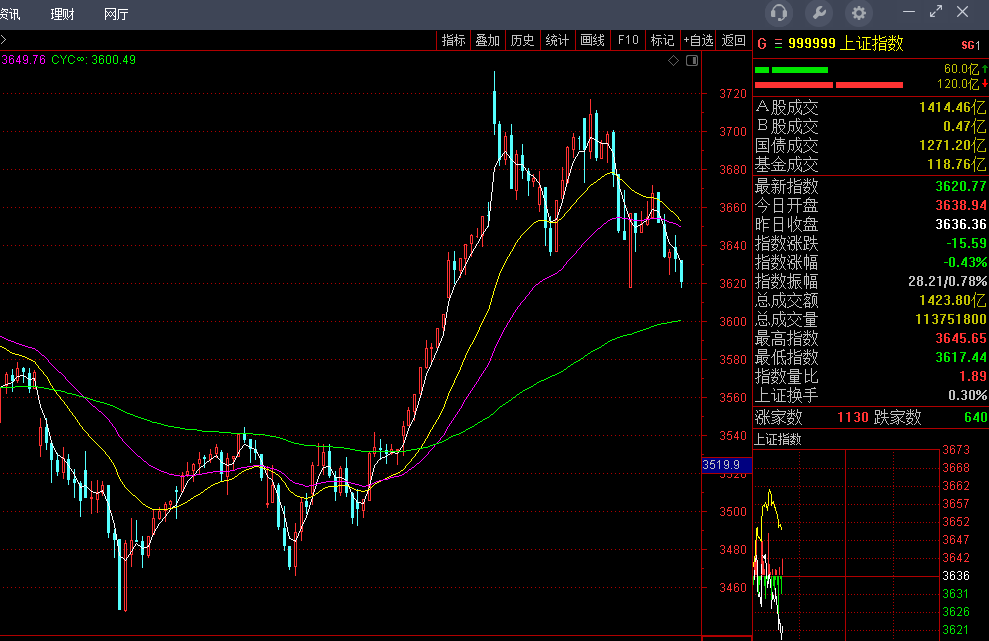 资讯 理财 网厅
指标 叠加 历史 统计 画线 F10 标记 +自选 返回
G 999999 上证指数 SG1
3649.76 CYC∞: 3600.49
60.0亿↑
120.0亿↓
3720
3700
3680
3660
3640
3620
3600
3580
3560
3540
3519.9
3520
3500
3480
3460
A股成交 1414.46亿
B股成交 0.47亿
国债成交 1271.20亿
基金成交 118.76亿
最新指数 3620.77
今日开盘 3638.94
昨日收盘 3636.36
指数涨跌 -15.59
指数涨幅 -0.43%
指数振幅 28.21/0.78%
总成交额 1423.80亿
总成交量 113751800
最高指数 3645.65
最低指数 3617.44
指数量比 1.89
上证换手 0.30%
涨家数 1130 跌家数 640
上证指数
3673
3668
3662
3657
3652
3647
3642
3636
3631
3626
3621